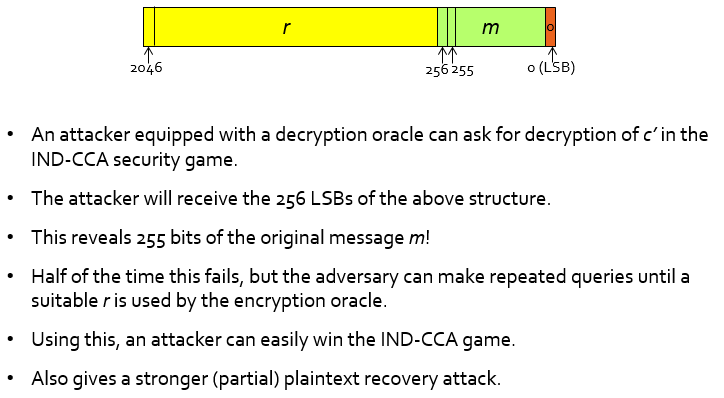 r m 0
2046 256 255 0 (LSB)
• An attacker equipped with a decryption oracle can ask for decryption of c’ in the
IND-CCA security game.
• The attacker will receive the 256 LSBs of the above structure.
• This reveals 255 bits of the original message m!
• Half of the time this fails, but the adversary can make repeated queries until a
suitable r is used by the encryption oracle.
• Using this, an attacker can easily win the IND-CCA game.
• Also gives a stronger (partial) plaintext recovery attack.